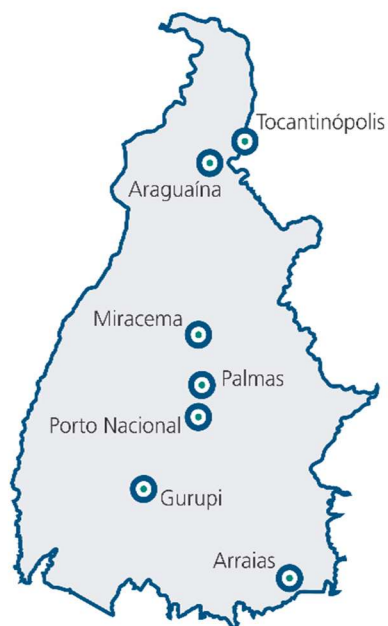 Tocantinópolis
Araguaína
Miracema
Palmas
Porto Nacional
Gurupi
Arraias